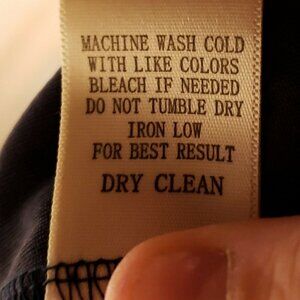 MACHINE WASH COLD
WITH LIKE COLORS
BLEACH IF NEEDED
DO NOT TUMBLE DRY
IRON LOW
FOR BEST RESULT
DRY CLEAN